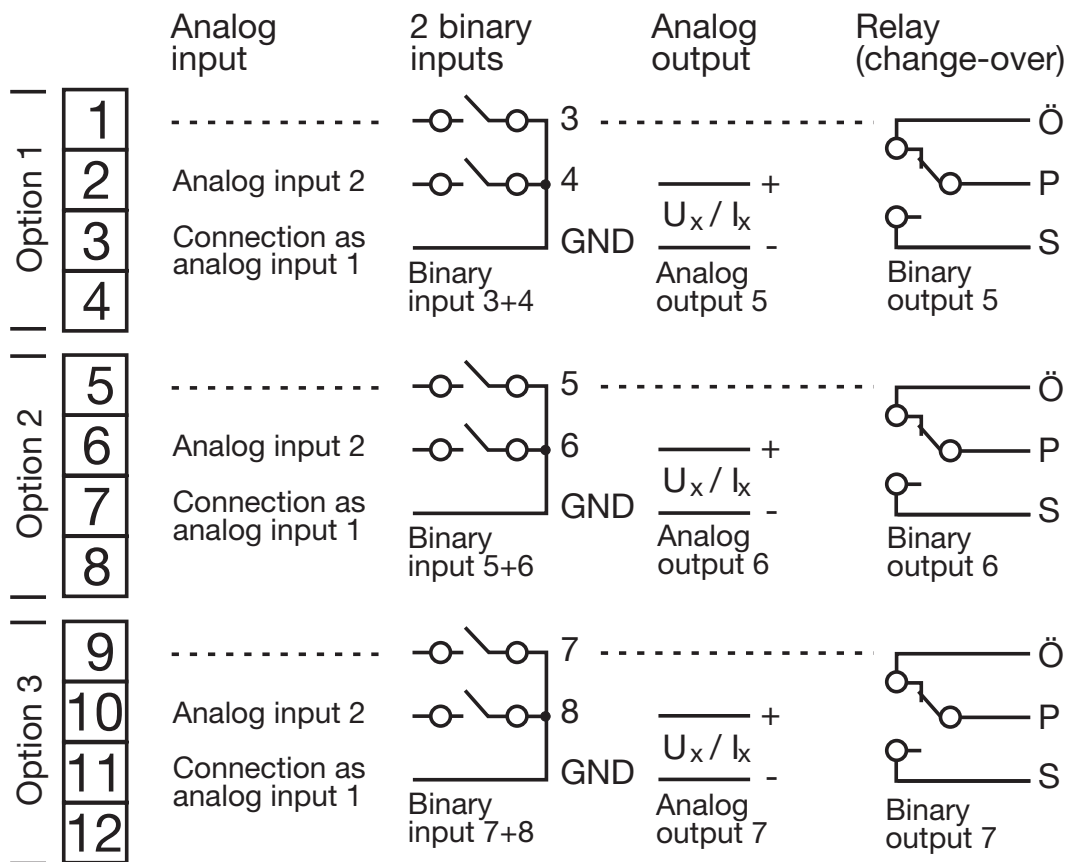 Analog input
2 binary inputs
Analog output
Relay (change-over)
Option 1
1
2
3
4
Analog input 2
Connection as
analog input 1
3
4
GND
Binary
input 3+4
+
Ux / Ix
-
Analog
output 5
Ö
P
S
Binary
output 5
Option 2
5
6
7
8
Analog input 2
Connection as
analog input 1
5
6
GND
Binary
input 5+6
+
Ux / Ix
-
Analog
output 6
Ö
P
S
Binary
output 6
Option 3
9
10
11
12
Analog input 2
Connection as
analog input 1
7
8
GND
Binary
input 7+8
+
Ux / Ix
-
Analog
output 7
Ö
P
S
Binary
output 7